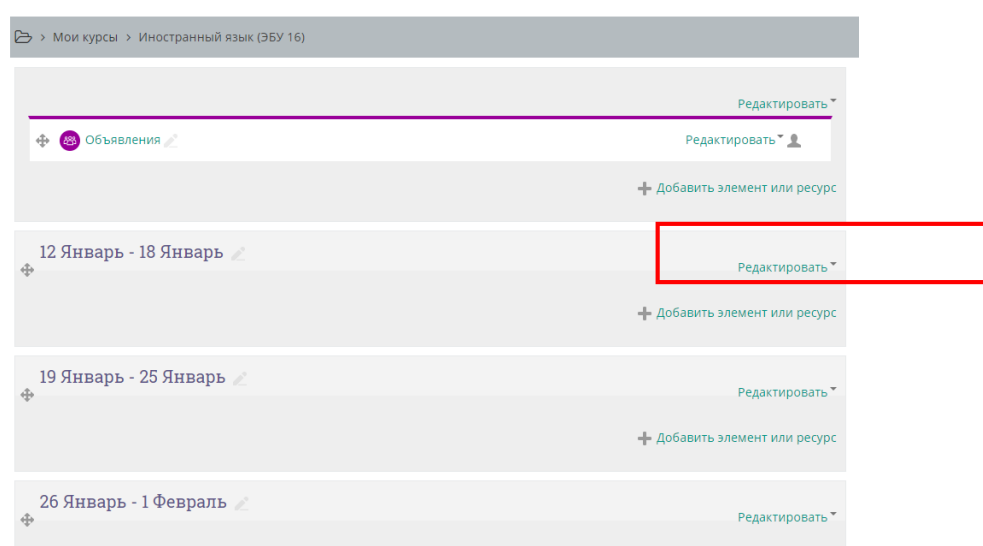 > Мои курсы > Иностранный язык (ЭБУ 16)
Редактировать
Объявления Редактировать
Добавить элемент или ресурс
12 Январь - 18 Январь
Редактировать
Добавить элемент или ресурс
19 Январь - 25 Январь
Редактировать
Добавить элемент или ресурс
26 Январь - 1 Февраль
Редактировать